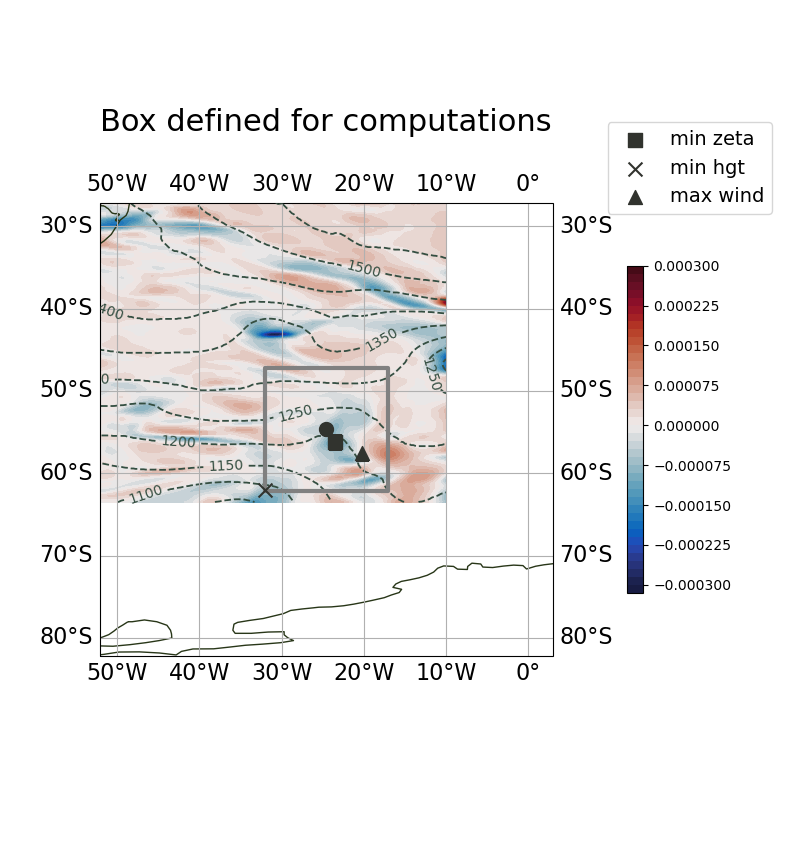 Box defined for computations
min zeta
min hgt
max wind
50°W 40°W 30°W 20°W 10°W 0°
30°S 30°S
40°S 40°S
50°S 50°S
60°S 60°S
70°S 70°S
80°S 80°S
50°W 40°W 30°W 20°W 10°W 0°
1500
400
1350
1250
0
1250
1200
1150
1100
0.000300
0.000225
0.000150
0.000075
0.000000
−0.000075
−0.000150
−0.000225
−0.000300